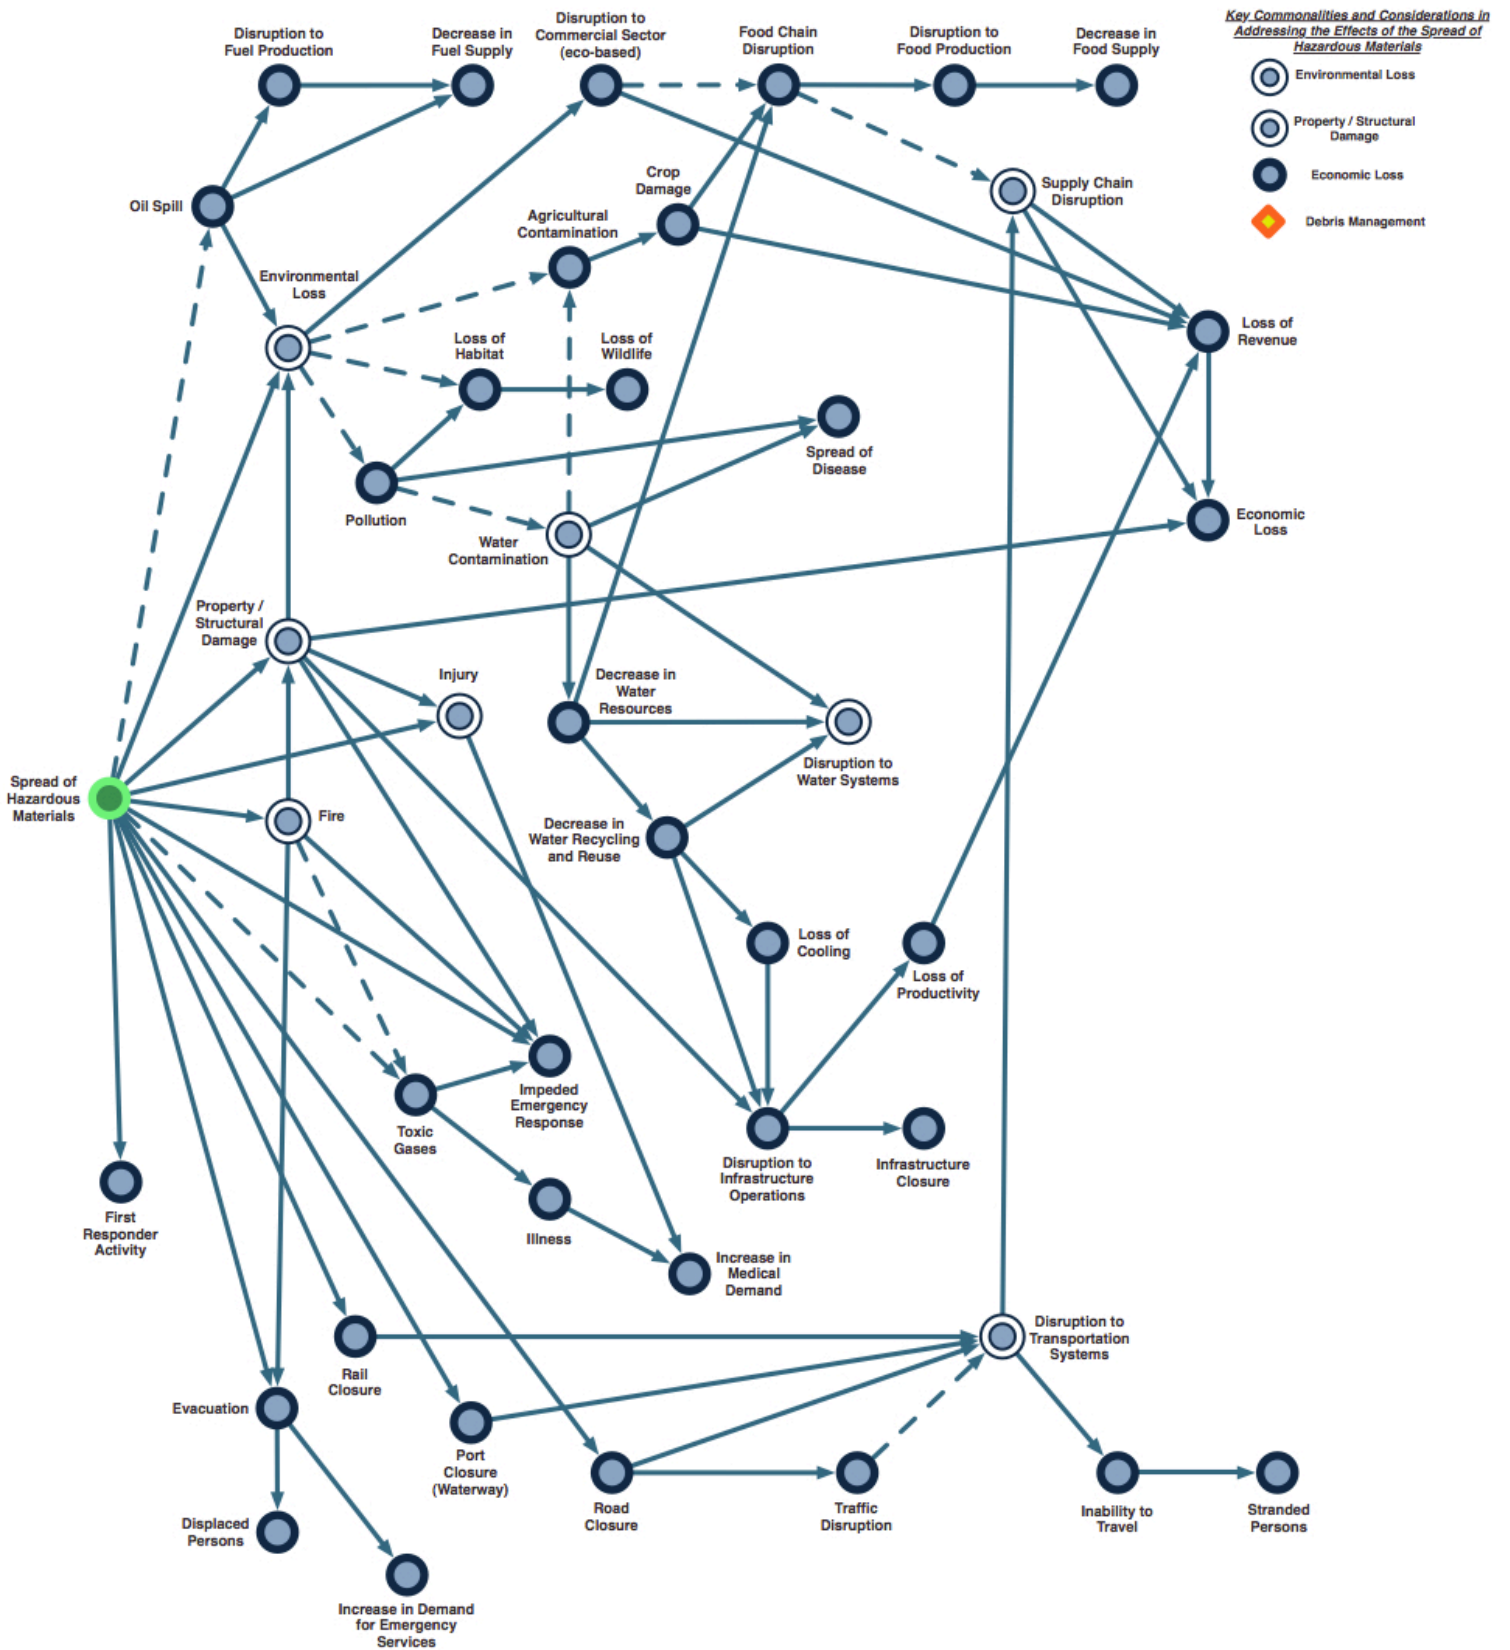 Disruption to
Fuel Production
Decrease in
Fuel Supply
Disruption to
Commercial Sector
(eco-based)
Food Chain
Disruption
Disruption to
Food Production
Decrease in
Food Supply
Key Commonalities and Considerations in
Addressing the Effects of the Spread of
Hazardous Materials
Environmental Loss
Property / Structural
Damage
Economic Loss
Debris Management
Oil Spill
Crop
Damage
Supply Chain
Disruption
Agricultural
Contamination
Environmental
Loss
Loss of
Habitat
Loss of
Wildlife
Loss of
Revenue
Spread of
Disease
Pollution
Water
Contamination
Economic
Loss
Property /
Structural
Damage
Injury
Decrease in
Water
Resources
Disruption to
Water Systems
Spread of
Hazardous
Materials
Fire
Decrease in
Water Recycling
and Reuse
Loss of
Cooling
Loss of
Productivity
Impeded
Emergency
Response
Toxic
Gases
Disruption to
Infrastructure
Operations
Infrastructure
Closure
First
Responder
Activity
Illness
Increase in
Medical
Demand
Disruption to
Transportation
Systems
Rail
Closure
Evacuation
Port
Closure
(Waterway)
Road
Closure
Traffic
Disruption
Inability to
Travel
Stranded
Persons
Displaced
Persons
Increase in Demand
for Emergency
Services